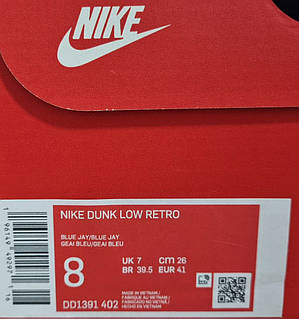 NIKE
NIKE DUNK LOW RETRO
BLUE JAY/BLUE JAY
GEAI BLEU/GEAI BLEU
8
UK 7 CM 26
BR 39.5 EUR 41
DD1391 402
MADE IN VIETNAM /
FABRIQUÉ AU VIETNAM /
FABRICADO NO VIETNÃ /
HECHO EN VIETNAM